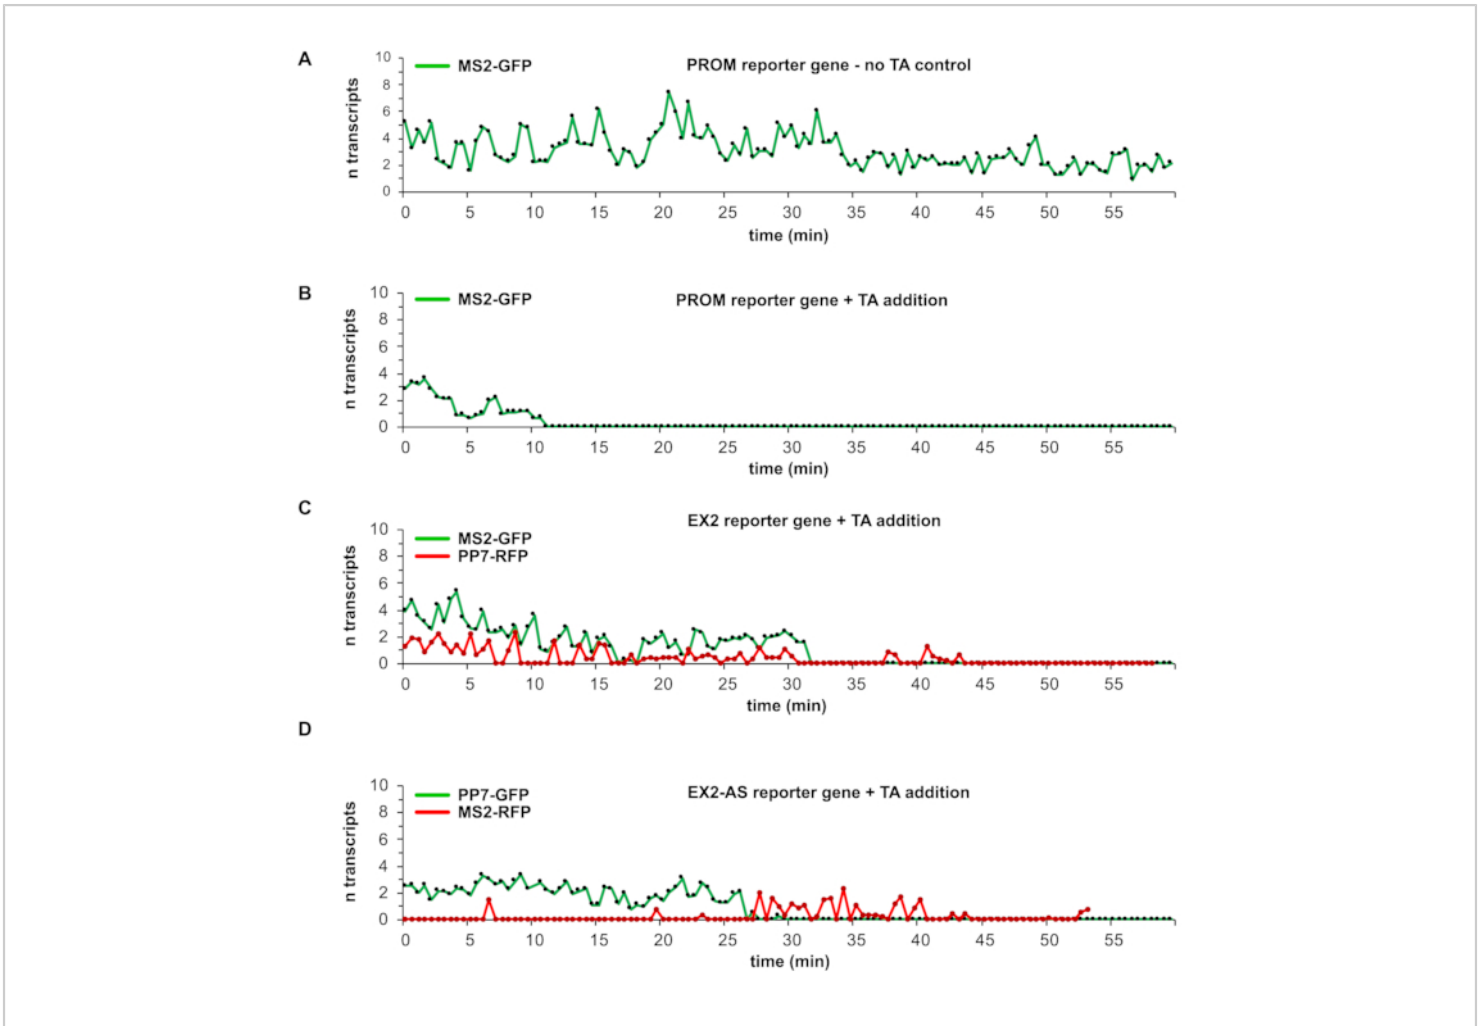 A
MS2-GFP
PROM reporter gene - no TA control
n transcripts
10
8
6
4
2
0
0 5 10 15 20 25 30 35 40 45 50 55
time (min)
B
MS2-GFP
PROM reporter gene + TA addition
n transcripts
10
8
6
4
2
0
0 5 10 15 20 25 30 35 40 45 50 55
time (min)
C
EX2 reporter gene + TA addition
MS2-GFP
PP7-RFP
n transcripts
10
8
6
4
2
0
0 5 10 15 20 25 30 35 40 45 50 55
time (min)
D
PP7-GFP
EX2-AS reporter gene + TA addition
MS2-RFP
n transcripts
10
8
6
4
2
0
0 5 10 15 20 25 30 35 40 45 50 55
time (min)